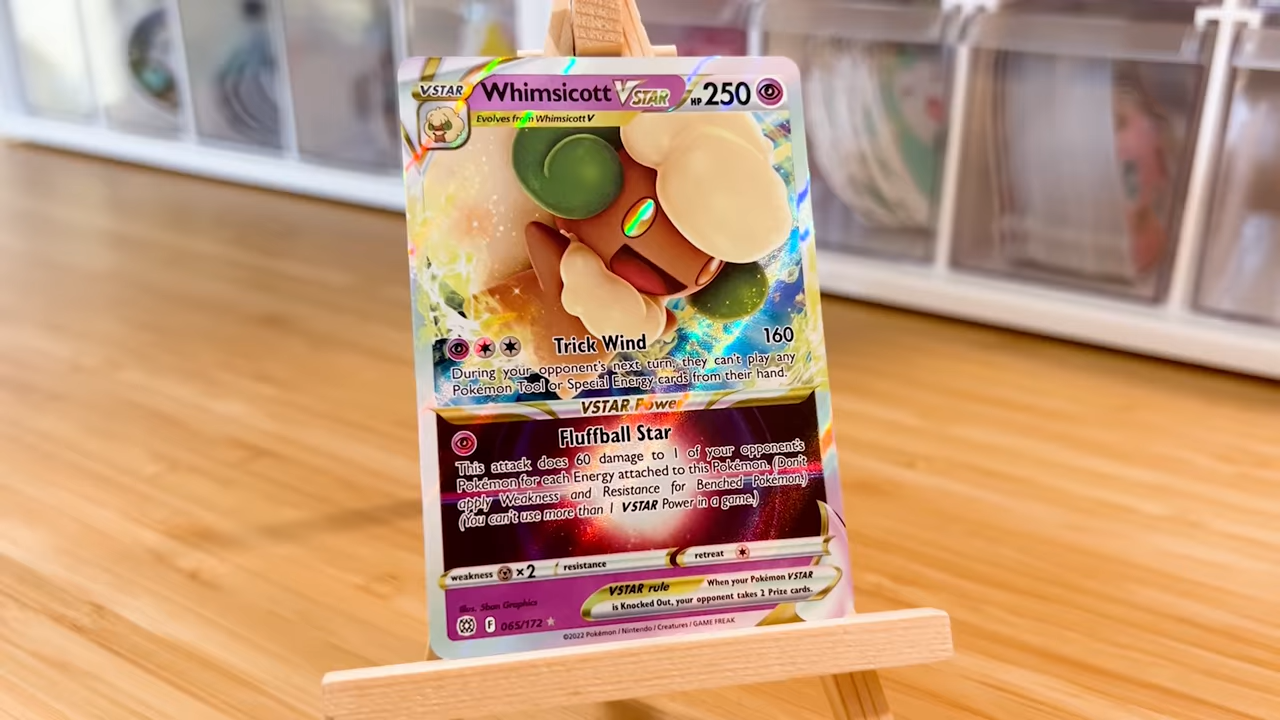 VSTAR Whimsicott VSTAR HP 250
Evolves from Whimsicott V
Trick Wind 160
During your opponent's next turn, they can't play any
Pokémon Tool or Special Energy cards from their hand.
VSTAR Power
Fluffball Star
This attack does 60 damage to 1 of your opponent's
Pokémon for each Energy attached to this Pokémon. (Don't
apply Weakness and Resistance for Benched Pokémon.)
(You can't use more than 1 VSTAR Power in a game.)
weakness ×2 resistance retreat
VSTAR rule When your Pokémon VSTAR
is Knocked Out, your opponent takes 2 Prize cards.
Illus. 5ban Graphics
F 065/172
©2022 Pokémon / Nintendo / Creatures / GAME FREAK